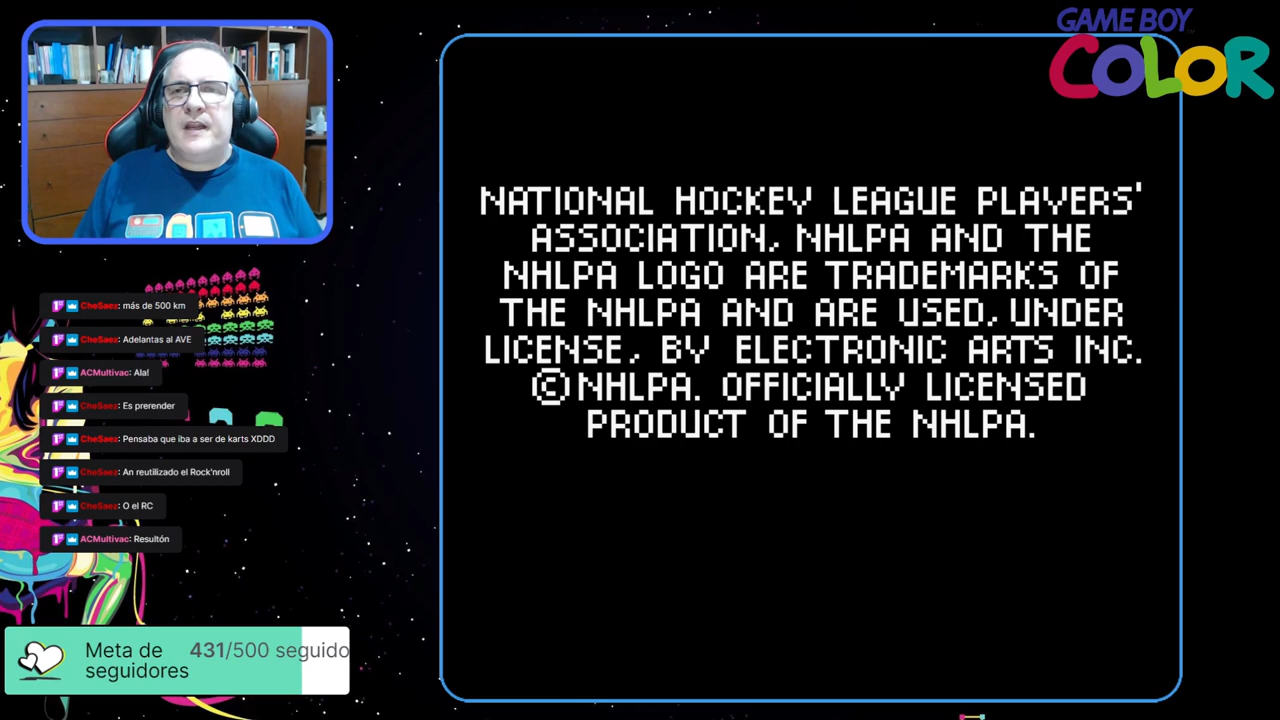 GAME BOY
COLOR
NATIONAL HOCKEY LEAGUE PLAYERS'
ASSOCIATION, NHLPA AND THE
NHLPA LOGO ARE TRADEMARKS OF
THE NHLPA AND ARE USED, UNDER
LICENSE, BY ELECTRONIC ARTS INC.
©NHLPA. OFFICIALLY LICENSED
PRODUCT OF THE NHLPA.
CheSaez: más de 500 km
CheSaez: Adelantas al AVE
ACMultivac: Ala!
CheSaez: Es prerender
CheSaez: Pensaba que iba a ser de karts XDDD
CheSaez: An reutilizado el Rock'nroll
CheSaez: O el RC
ACMultivac: Resultón
Meta de 431/500 seguido
seguidores